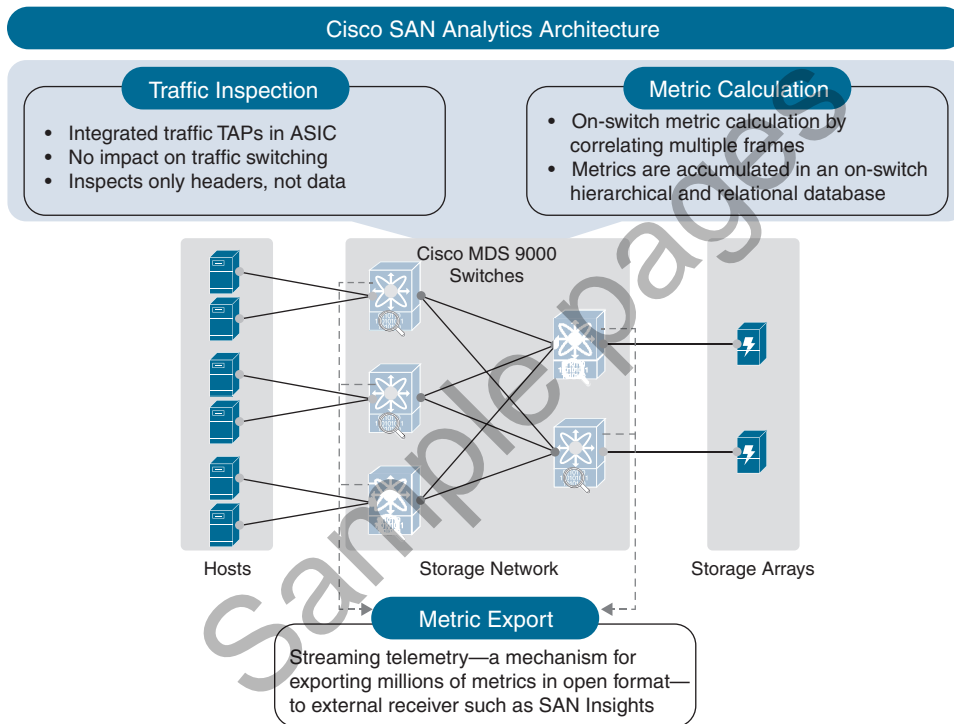 Cisco SAN Analytics Architecture
Traffic Inspection
• Integrated traffic TAPs in ASIC
• No impact on traffic switching
• Inspects only headers, not data
Metric Calculation
• On-switch metric calculation by
correlating multiple frames
• Metrics are accumulated in an on-switch
hierarchical and relational database
Cisco MDS 9000
Switches
Hosts
Storage Network
Storage Arrays
Metric Export
Streaming telemetry—a mechanism for
exporting millions of metrics in open format—
to external receiver such as SAN Insights
Sample pages